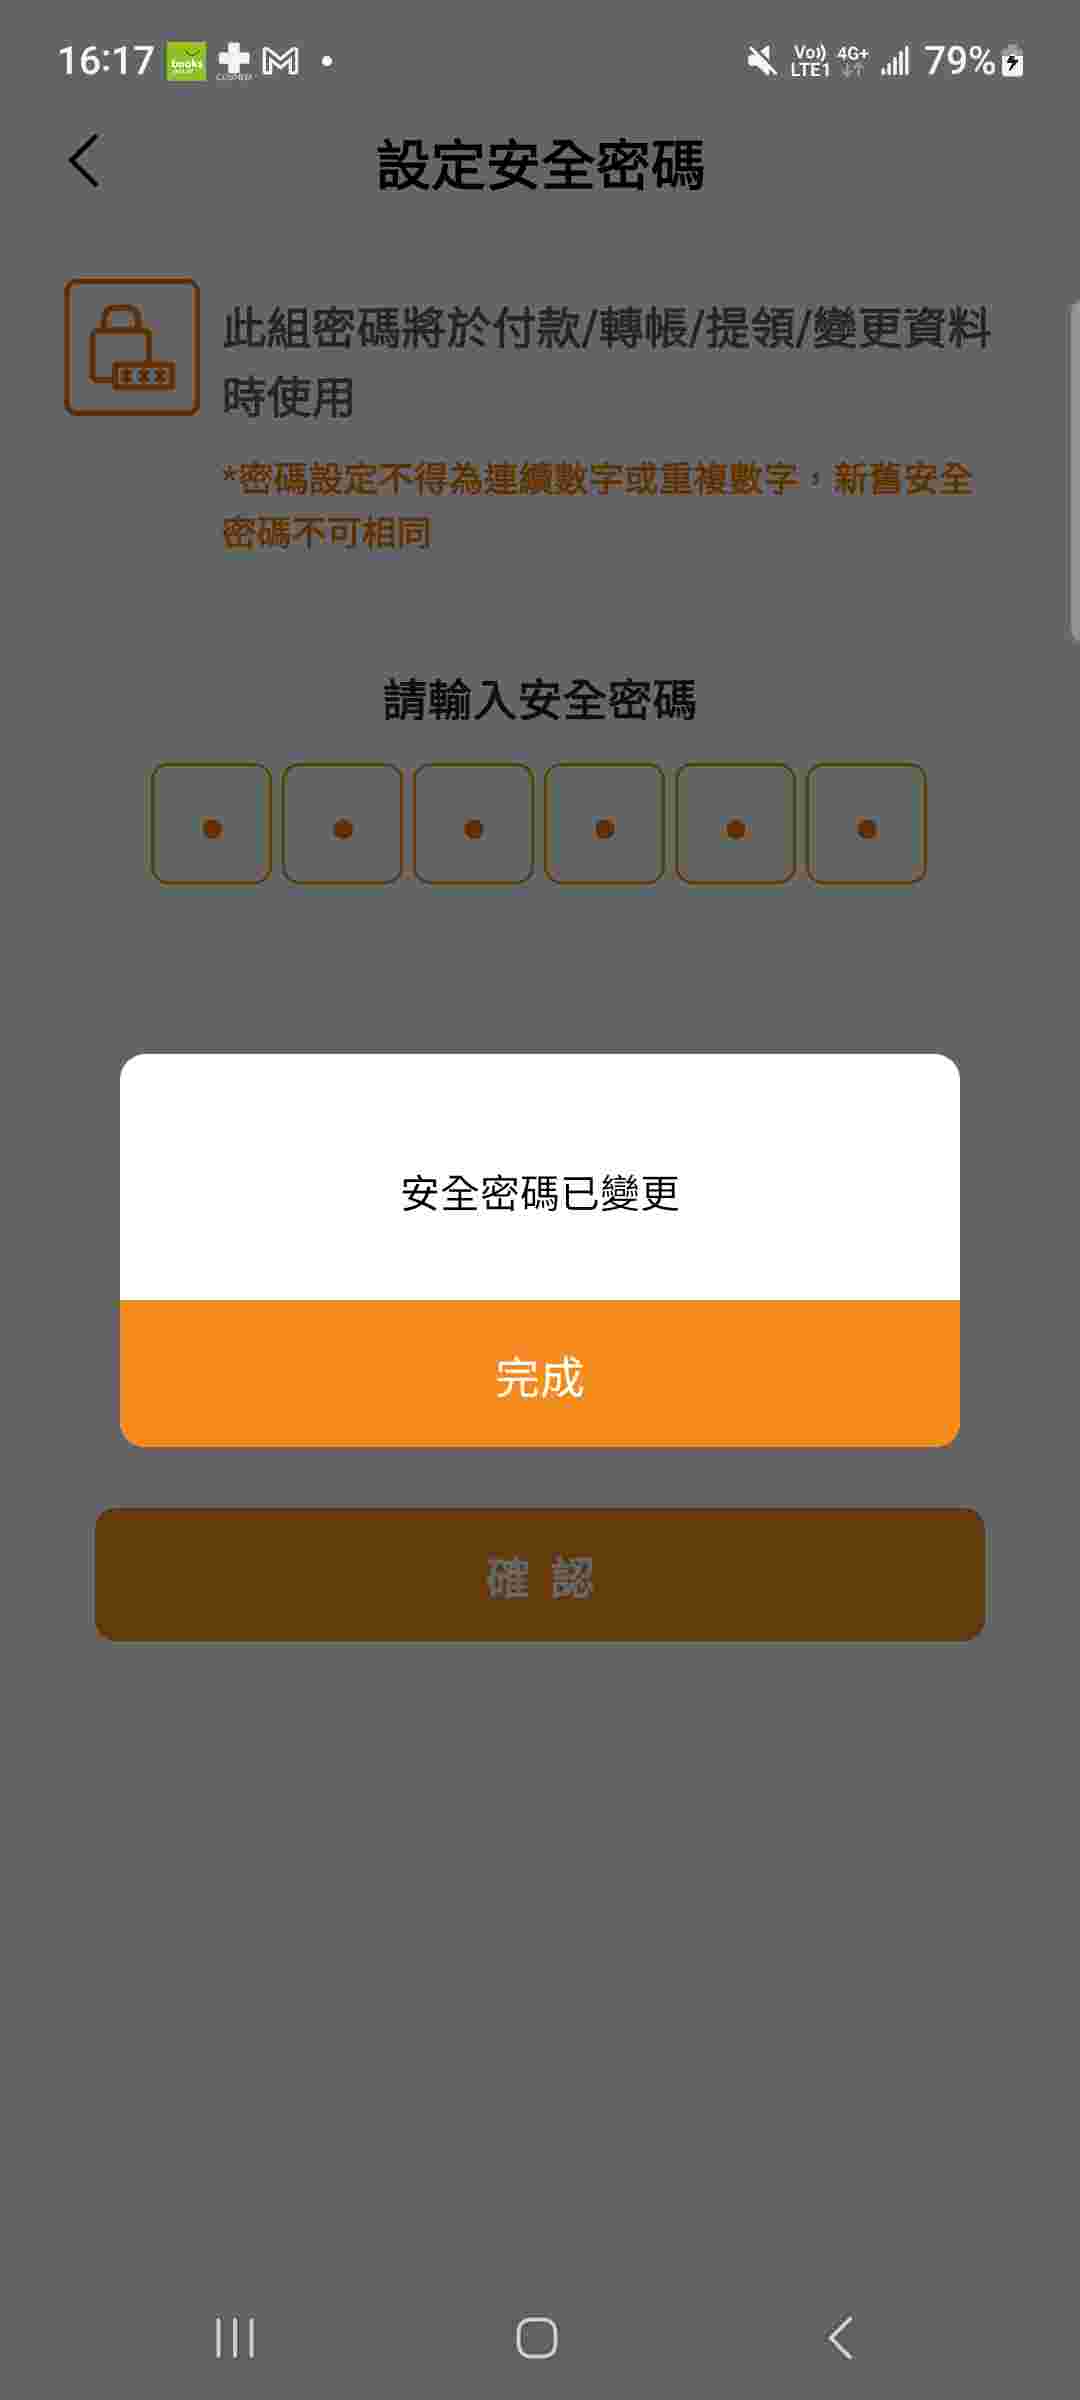 16:17 books Vo)) LTE1 4G+ 79%
設定安全密碼
此組密碼將於付款/轉帳/提領/變更資料
時使用
*密碼設定不得為連續數字或重複數字，新舊安全
密碼不可相同
請輸入安全密碼
安全密碼已變更
完成
確 認